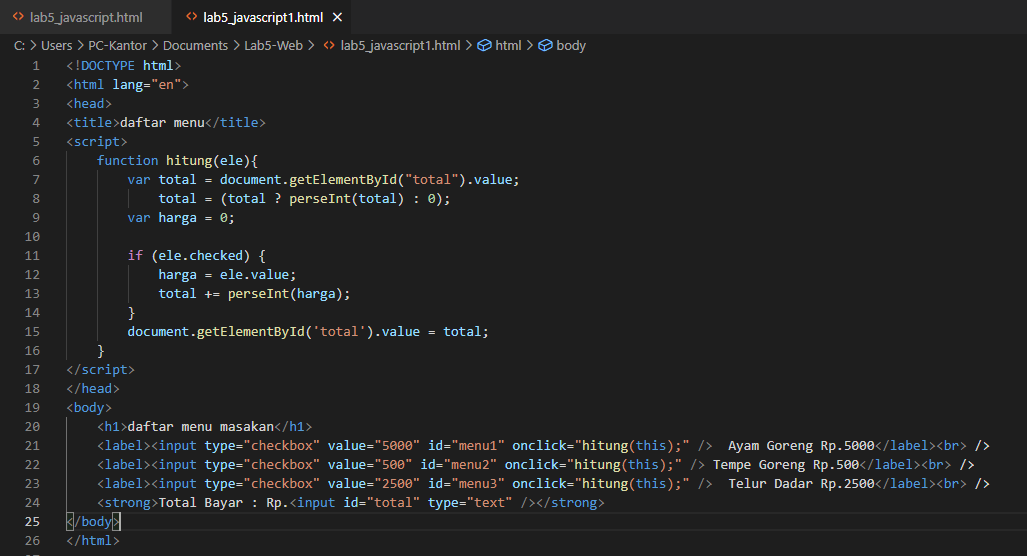 lab5_javascript.html lab5_javascript1.html ×
C: > Users > PC-Kantor > Documents > Lab5-Web > lab5_javascript1.html > html > body
1 <!DOCTYPE html>
2 <html lang="en">
3 <head>
4 <title>daftar menu</title>
5 <script>
6     function hitung(ele){
7         var total = document.getElementById("total").value;
8             total = (total ? perseInt(total) : 0);
9         var harga = 0;
10
11         if (ele.checked) {
12             harga = ele.value;
13             total += perseInt(harga);
14         }
15         document.getElementById('total').value = total;
16     }
17 </script>
18 </head>
19 <body>
20     <h1>daftar menu masakan</h1>
21     <label><input type="checkbox" value="5000" id="menu1" onclick="hitung(this);" />  Ayam Goreng Rp.5000</label><br> />
22     <label><input type="checkbox" value="500" id="menu2" onclick="hitung(this);" /> Tempe Goreng Rp.500</label><br> />
23     <label><input type="checkbox" value="2500" id="menu3" onclick="hitung(this);" />  Telur Dadar Rp.2500</label><br> />
24     <strong>Total Bayar : Rp.<input id="total" type="text" /></strong>
25 </body>
26 </html>